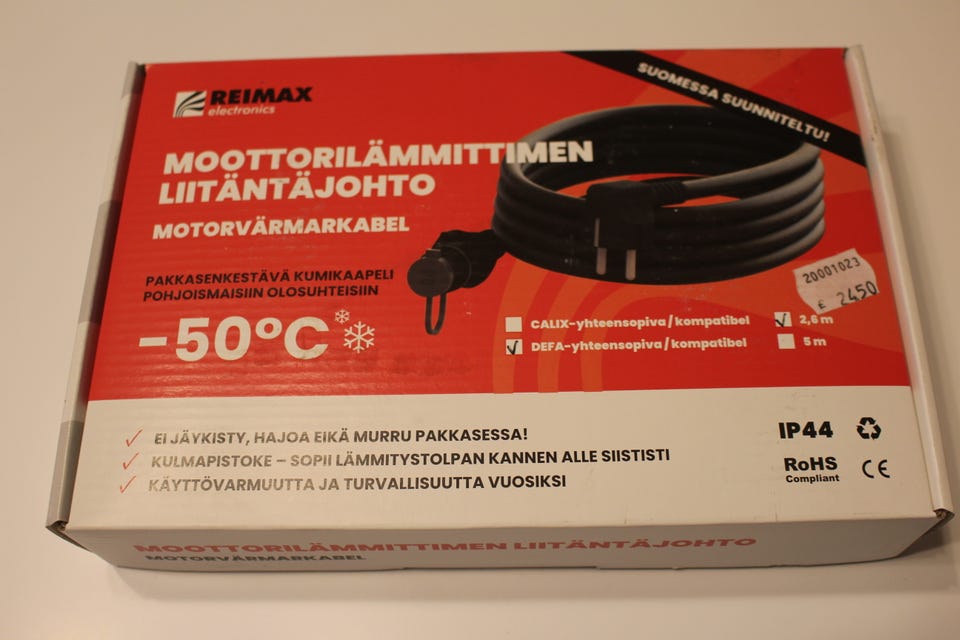 REIMAX
electronics
SUOMESSA SUUNNITELTU!
MOOTTORILÄMMITTIMEN
LIITÄNTÄJOHTO
MOTORVÄRMARKABEL
PAKKASENKESTÄVÄ KUMIKAAPELI
POHJOISMAISIIN OLOSUHTEISIIN
-50°C
20001023
£ 2450
CALIX-yhteensopiva/kompatibel
2,6 m
DEFA-yhteensopiva/kompatibel
5 m
EI JÄYKISTY, HAJOA EIKÄ MURRU PAKKASESSA!
KULMAPISTOKE – SOPII LÄMMITYSTOLPAN KANNEN ALLE SIISTISTI
KÄYTTÖVARMUUTTA JA TURVALLISUUTTA VUOSIKSI
IP44
RoHS
Compliant
CE
MOOTTORILÄMMITTIMEN LIITÄNTÄJOHTO
MOTORVÄRMARKABEL